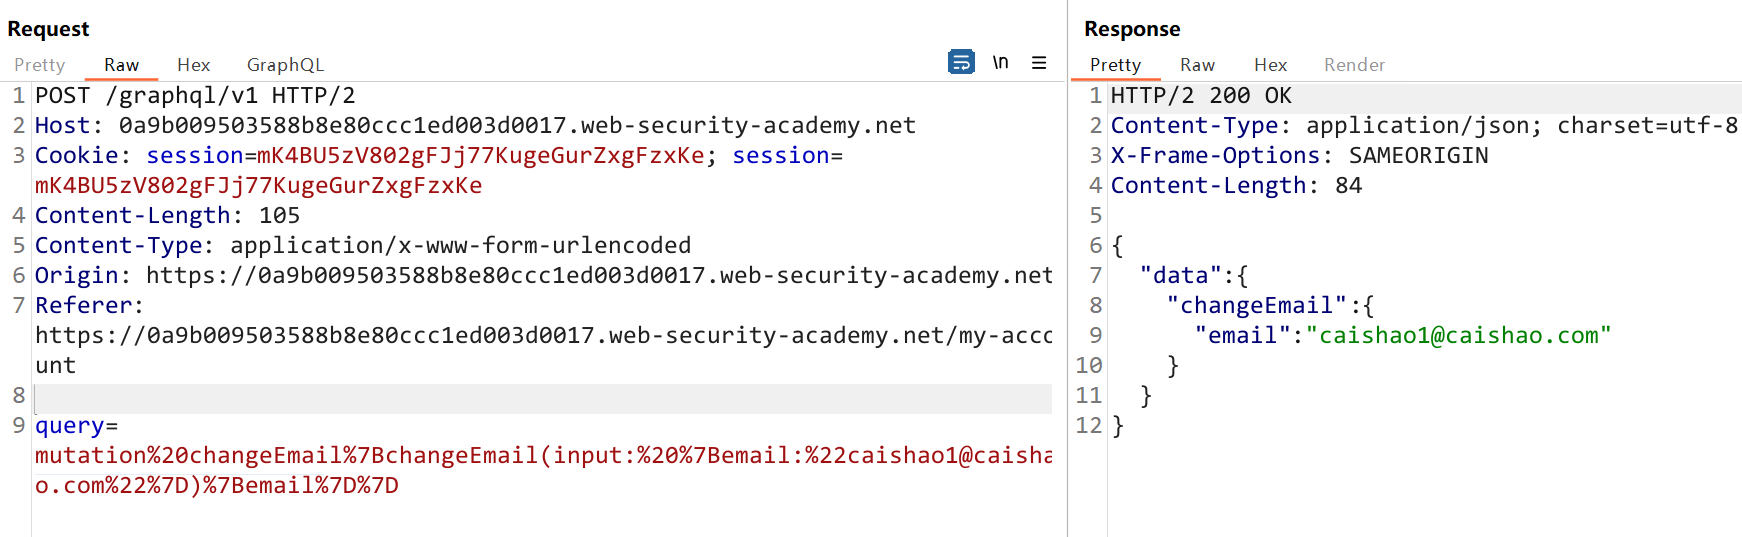 Request
Pretty Raw Hex GraphQL \n
1 POST /graphql/v1 HTTP/2
2 Host: 0a9b009503588b8e80ccc1ed003d0017.web-security-academy.net
3 Cookie: session=mK4BU5zV802gFJj77KugeGurZxgFzxKe; session=
mK4BU5zV802gFJj77KugeGurZxgFzxKe
4 Content-Length: 105
5 Content-Type: application/x-www-form-urlencoded
6 Origin: https://0a9b009503588b8e80ccc1ed003d0017.web-security-academy.net
7 Referer:
https://0a9b009503588b8e80ccc1ed003d0017.web-security-academy.net/my-acco
unt
8
9 query=
mutation%20changeEmail%7BchangeEmail(input:%20%7Bemail:%22caishao1@caisha
o.com%22%7D)%7Bemail%7D%7D
Response
Pretty Raw Hex Render
1 HTTP/2 200 OK
2 Content-Type: application/json; charset=utf-8
3 X-Frame-Options: SAMEORIGIN
4 Content-Length: 84
5
6 {
7 "data":{
8 "changeEmail":{
9 "email":"caishao1@caishao.com"
10 }
11 }
12 }